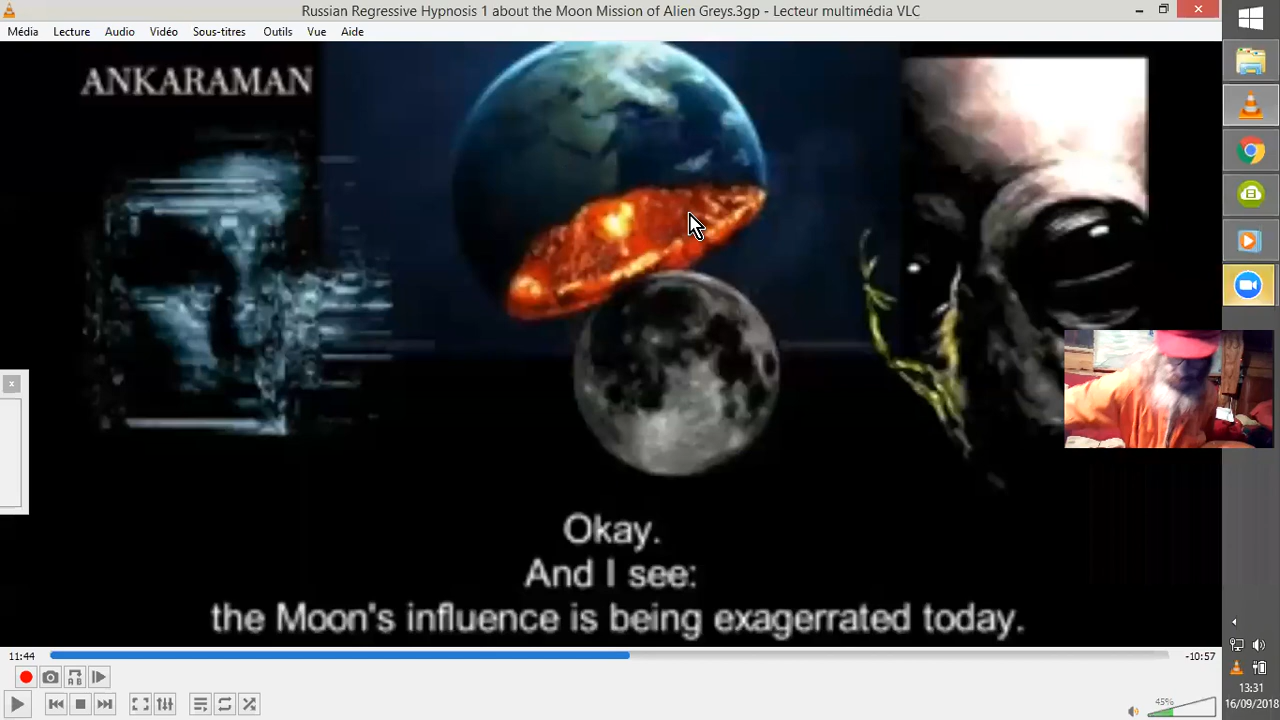 Russian Regressive Hypnosis 1 about the Moon Mission of Alien Greys.3gp - Lecteur multimédia VLC
Média Lecture Audio Vidéo Sous-titres Outils Vue Aide
ANKARAMAN
Okay.
And I see:
the Moon's influence is being exagerrated today.
11:44
-10:57
45%
13:31
16/09/2018